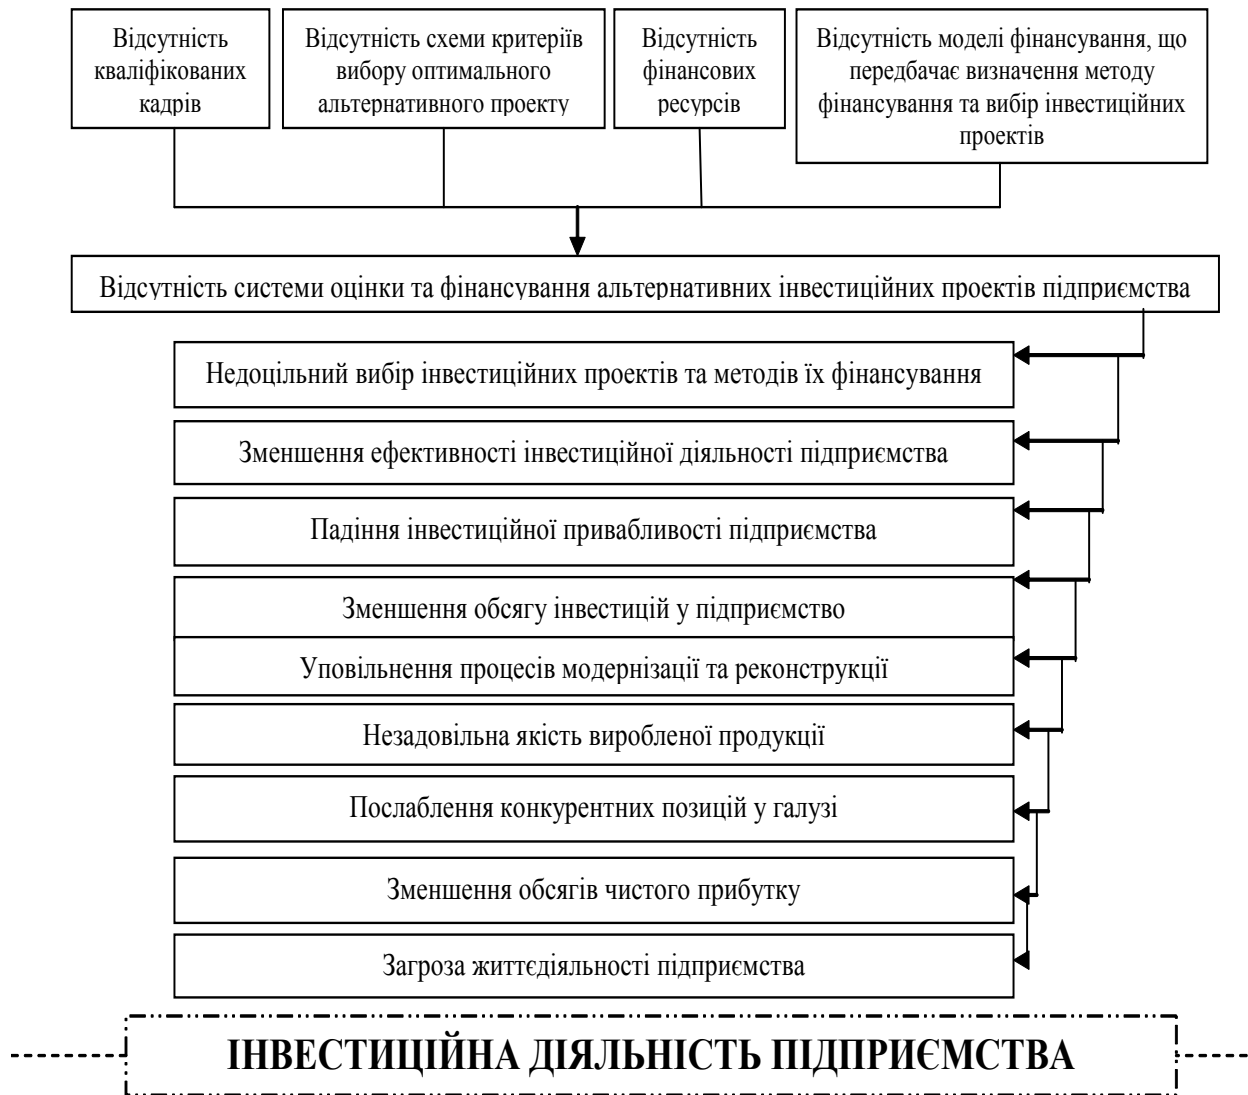 Відсутність
кваліфікованих
кадрів
Відсутність схеми критеріїв
вибору оптимального
альтернативного проекту
Відсутність
фінансових
ресурсів
Відсутність моделі фінансування, що
передбачає визначення методу
фінансування та вибір інвестиційних
проектів
Відсутність системи оцінки та фінансування альтернативних інвестиційних проектів підприємства
Недоцільний вибір інвестиційних проектів та методів їх фінансування
Зменшення ефективності інвестиційної діяльності підприємства
Падіння інвестиційної привабливості підприємства
Зменшення обсягу інвестицій у підприємство
Уповільнення процесів модернізації та реконструкції
Незадовільна якість виробленої продукції
Послаблення конкурентних позицій у галузі
Зменшення обсягів чистого прибутку
Загроза життєдіяльності підприємства
ІНВЕСТИЦІЙНА ДІЯЛЬНІСТЬ ПІДПРИЄМСТВА